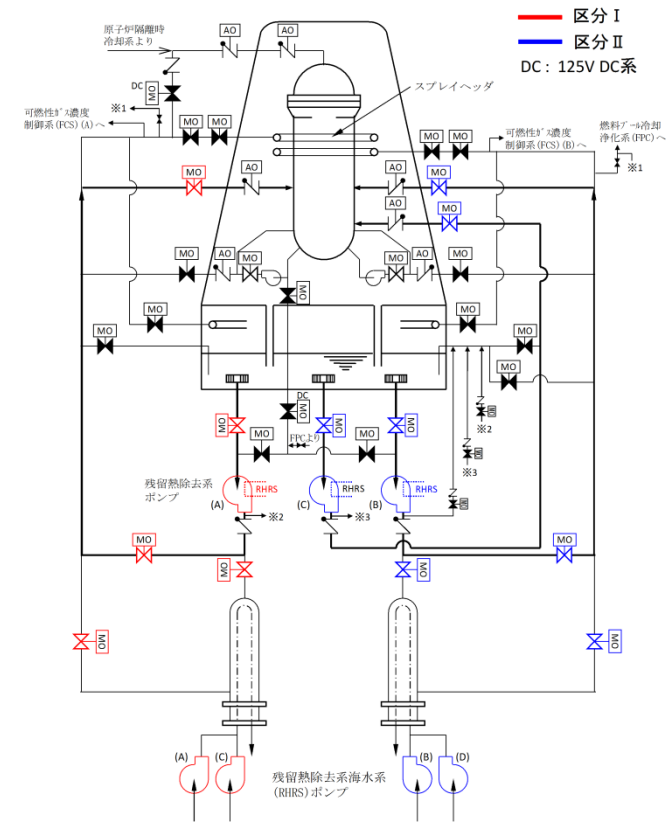 区分Ⅰ
区分Ⅱ
DC : 125V DC系
原子炉隔離時
冷却系より
AO
AO
DC
MO
※1
可燃性ｶﾞｽ濃度
制御系(FCS)(A)へ
MO
MO
スプレイヘッダ
MO
MO
可燃性ｶﾞｽ濃度
制御系(FCS)(B)へ
燃料ﾌﾟｰﾙ冷却
浄化系(FPC)へ
※1
MO
AO
AO
MO
AO
MO
MO
AO
MO
MO
AO
MO
MO
MO
MO
MO
MO
MO
DC
MO
MO
MO
MO
MO
FPCより
MO
※2
※3
残留熱除去系
ポンプ
(A)
RHRS
(C)
RHRS
(B)
RHRS
※2
※3
MO
MO
MO
MO
MO
MO
(A)
(C)
(B)
(D)
残留熱除去系海水系
(RHRS)ポンプ